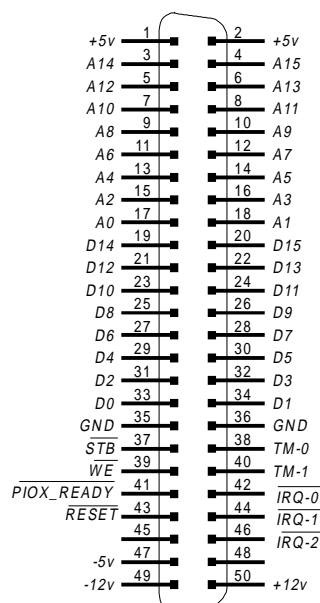 +5v 1 2 +5v
A14 3 4 A15
A12 5 6 A13
A10 7 8 A11
A8 9 10 A9
A6 11 12 A7
A4 13 14 A5
A2 15 16 A3
A0 17 18 A1
D14 19 20 D15
D12 21 22 D13
D10 23 24 D11
D8 25 26 D9
D6 27 28 D7
D4 29 30 D5
D2 31 32 D3
D0 33 34 D1
GND 35 36 GND
STB 37 38 TM-0
WE 39 40 TM-1
PIOX_READY 41 42 IRQ-0
RESET 43 44 IRQ-1
45 46 IRQ-2
-5v 47 48
-12v 49 50 +12v